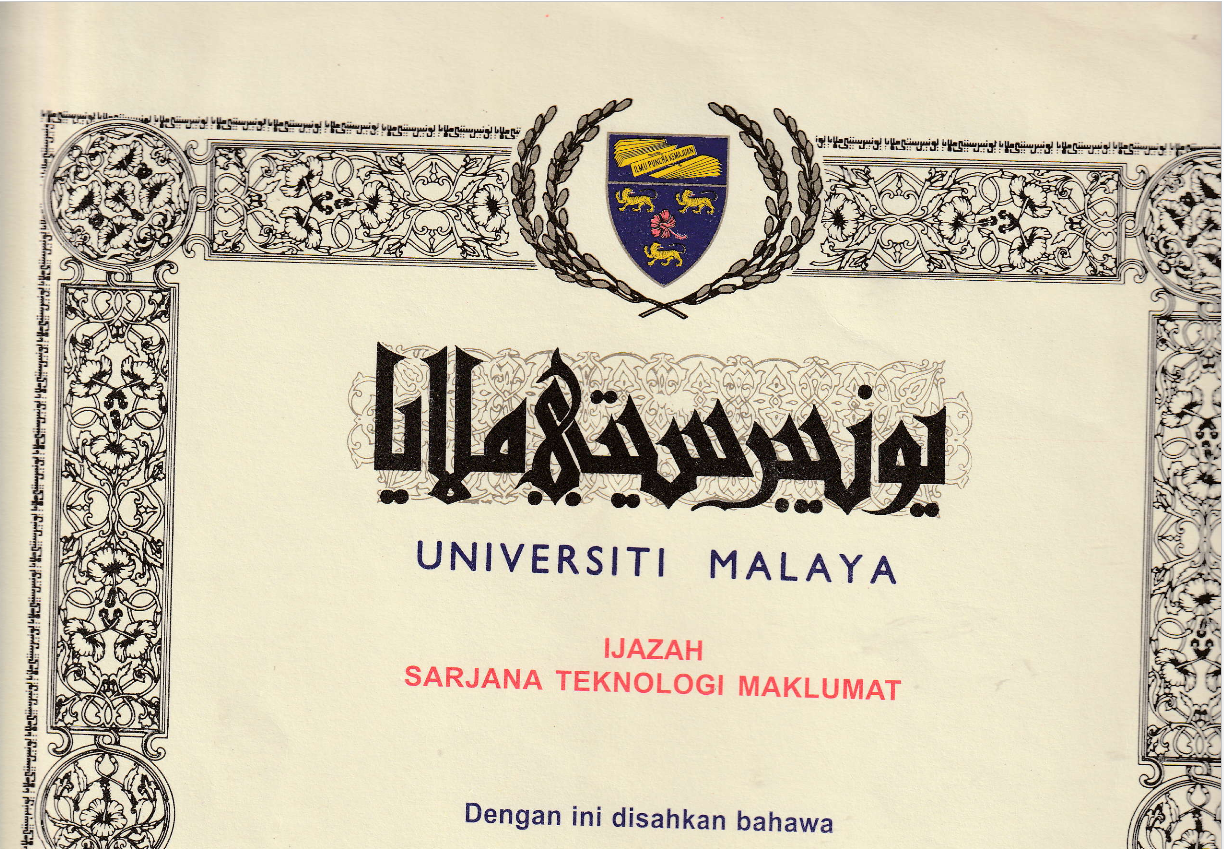 ILMU PUNCHA KEMAJUAN
يونيبرسيتي ملايا
UNIVERSITI MALAYA
IJAZAH
SARJANA TEKNOLOGI MAKLUMAT
Dengan ini disahkan bahawa